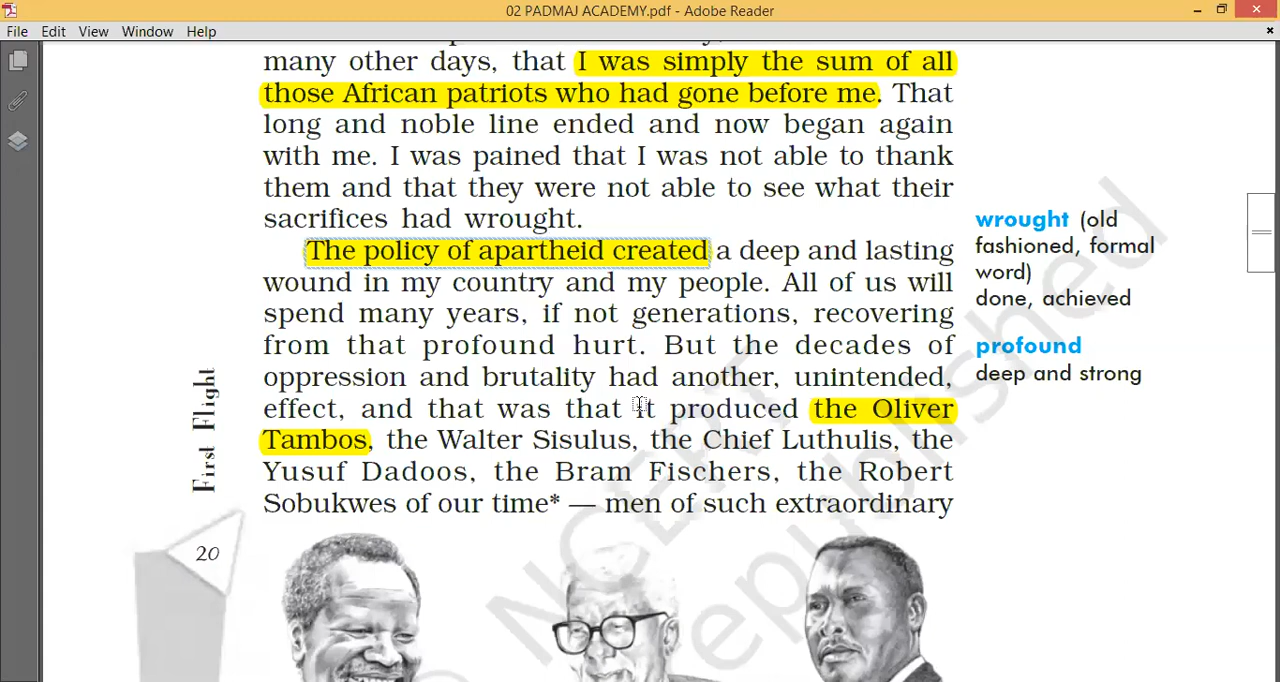 02 PADMAJ ACADEMY.pdf - Adobe Reader
File Edit View Window Help
many other days, that I was simply the sum of all
those African patriots who had gone before me. That
long and noble line ended and now began again
with me. I was pained that I was not able to thank
them and that they were not able to see what their
sacrifices had wrought.
The policy of apartheid created a deep and lasting
wound in my country and my people. All of us will
spend many years, if not generations, recovering
from that profound hurt. But the decades of
oppression and brutality had another, unintended,
effect, and that was that it produced the Oliver
Tambos, the Walter Sisulus, the Chief Luthulis, the
Yusuf Dadoos, the Bram Fischers, the Robert
Sobukwes of our time* — men of such extraordinary
wrought (old
fashioned, formal
word)
done, achieved
profound
deep and strong
First Flight
20
NCERT
republished